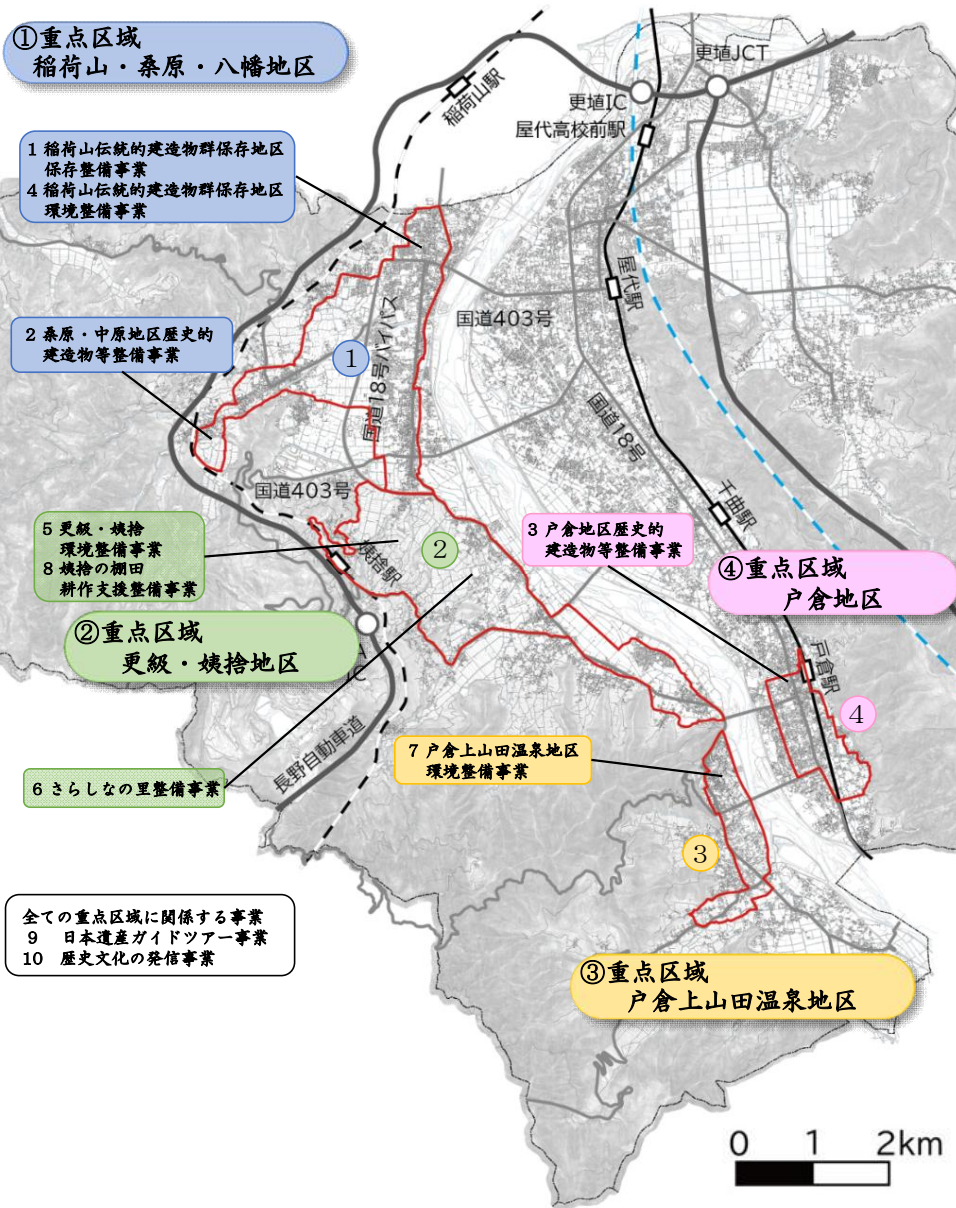 ①重点区域
稲荷山・桑原・八幡地区
更埴JCT
稲荷山駅
更埴IC
屋代高校前駅
1 稲荷山伝統的建造物群保存地区
保存整備事業
4 稲荷山伝統的建造物群保存地区
環境整備事業
屋代駅
国道403号
2 桑原・中原地区歴史的
建造物等整備事業
1
国道18号バイパス
国道18号
国道403号
千曲駅
5 更級・姨捨
環境整備事業
8 姨捨の棚田
耕作支援整備事業
2
姨捨駅
3 戸倉地区歴史的
建造物等整備事業
④重点区域
戸倉地区
②重点区域
更級・姨捨地区
戸倉駅
4
長野自動車道
7 戸倉上山田温泉地区
環境整備事業
6 さらしなの里整備事業
3
全ての重点区域に関係する事業
9 日本遺産ガイドツアー事業
10 歴史文化の発信事業
③重点区域
戸倉上山田温泉地区
0 1 2km